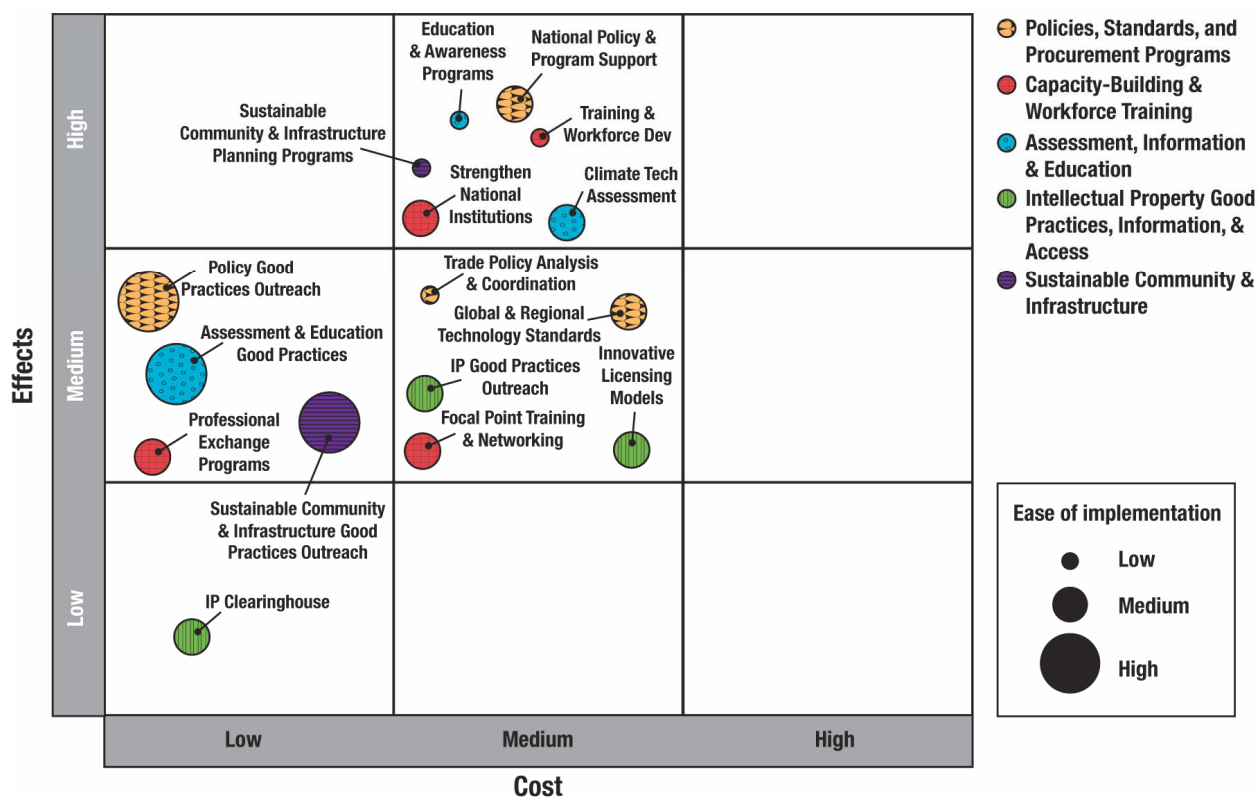 Education
& Awareness
Programs
National Policy &
Program Support
Sustainable
Community & Infrastructure
Planning Programs
Training &
Workforce Dev
Strengthen
National
Institutions
Climate Tech
Assessment
Policy Good
Practices Outreach
Trade Policy Analysis
& Coordination
Global & Regional
Technology Standards
Assessment & Education
Good Practices
IP Good Practices
Outreach
Innovative
Licensing
Models
Professional
Exchange
Programs
Focal Point Training
& Networking
Sustainable Community
& Infrastructure Good
Practices Outreach
IP Clearinghouse
Effects
High
Medium
Low
Low
Medium
High
Cost
Policies, Standards, and
Procurement Programs
Capacity-Building &
Workforce Training
Assessment, Information
& Education
Intellectual Property Good
Practices, Information, &
Access
Sustainable Community &
Infrastructure
Ease of implementation
Low
Medium
High